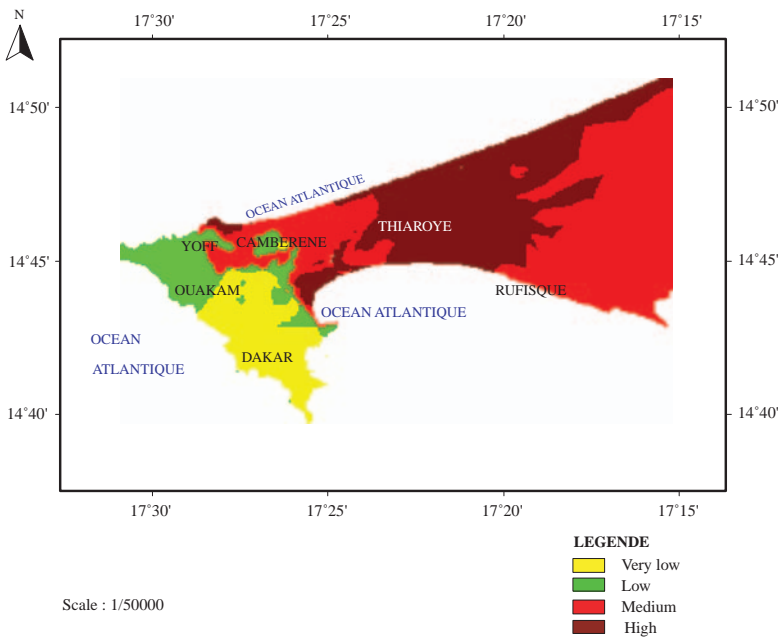 N
17°30' 17°25' 17°20' 17°15'
14°50' 14°50'
OCEAN ATLANTIQUE
THIAROYE
YOFF CAMBERENE
14°45' 14°45'
OUAKAM RUFISQUE
OCEAN ATLANTIQUE
OCEAN
ATLANTIQUE
DAKAR
14°40' 14°40'
17°30' 17°25' 17°20' 17°15'
LEGENDE
Very low
Low
Medium
High
Scale : 1/50000